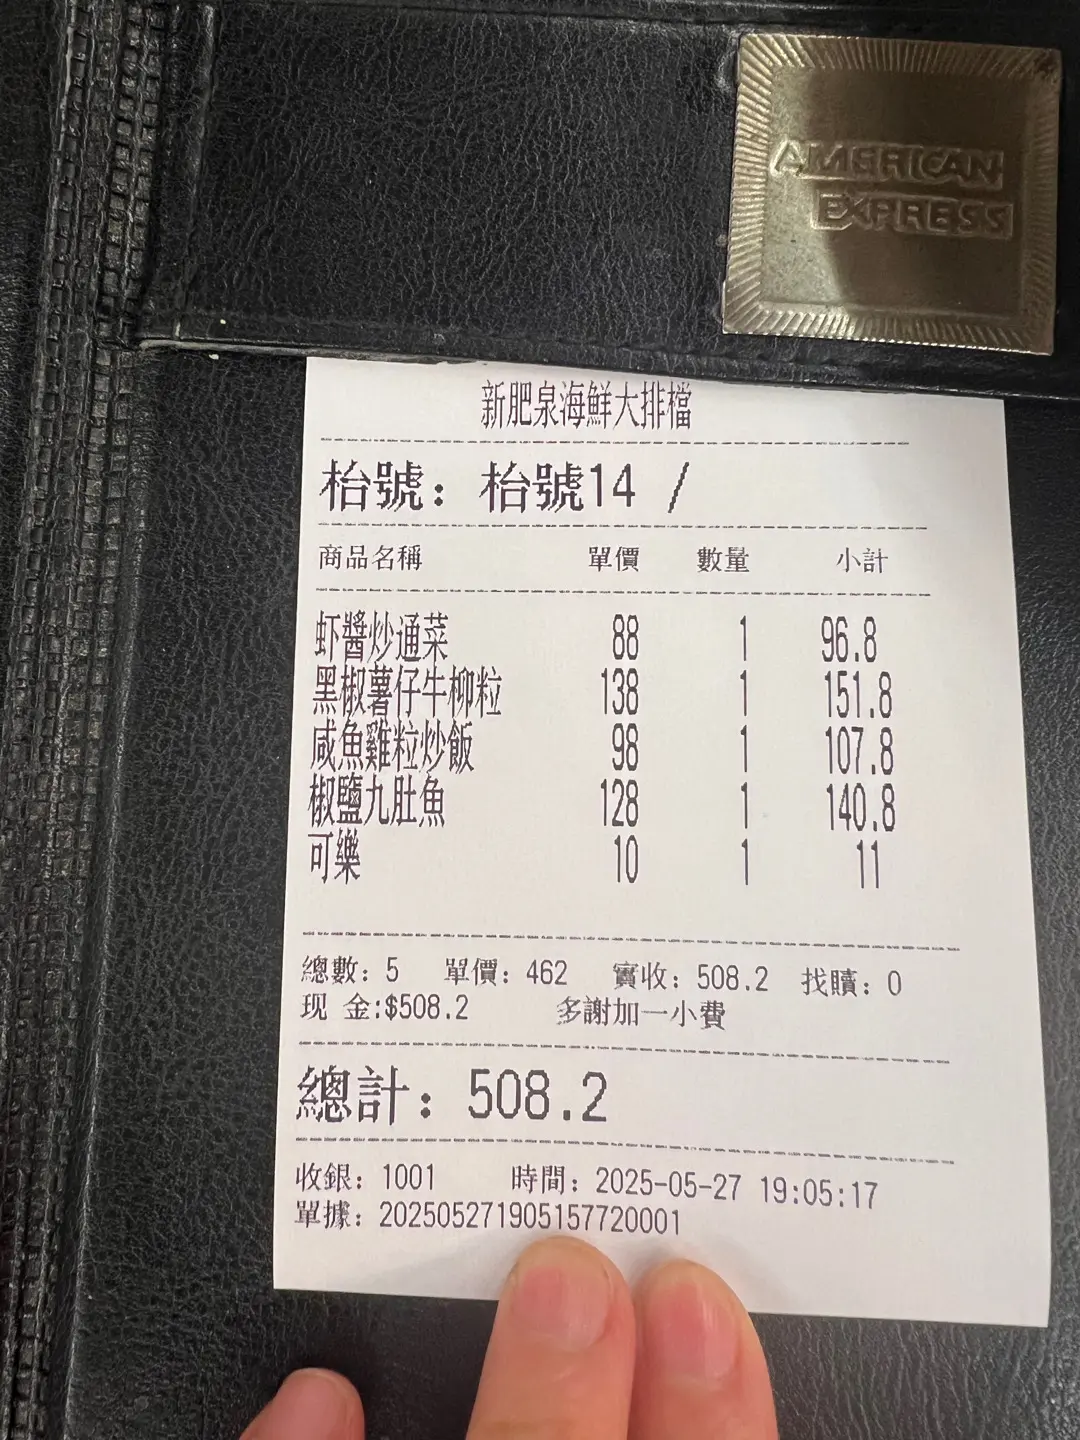 AMERICAN
EXPRESS
新肥泉海鮮大排檔
枱號：枱號14 /
商品名稱 單價 數量 小計
虾醬炒通菜 88 1 96.8
黑椒薯仔牛柳粒 138 1 151.8
咸魚雞粒炒飯 98 1 107.8
椒鹽九肚魚 128 1 140.8
可樂 10 1 11
總數：5 單價：462 實收：508.2 找贖：0
现 金:$508.2 多謝加一小費
總計：508.2
收銀：1001 時間：2025-05-27 19:05:17
單據：202505271905157720001